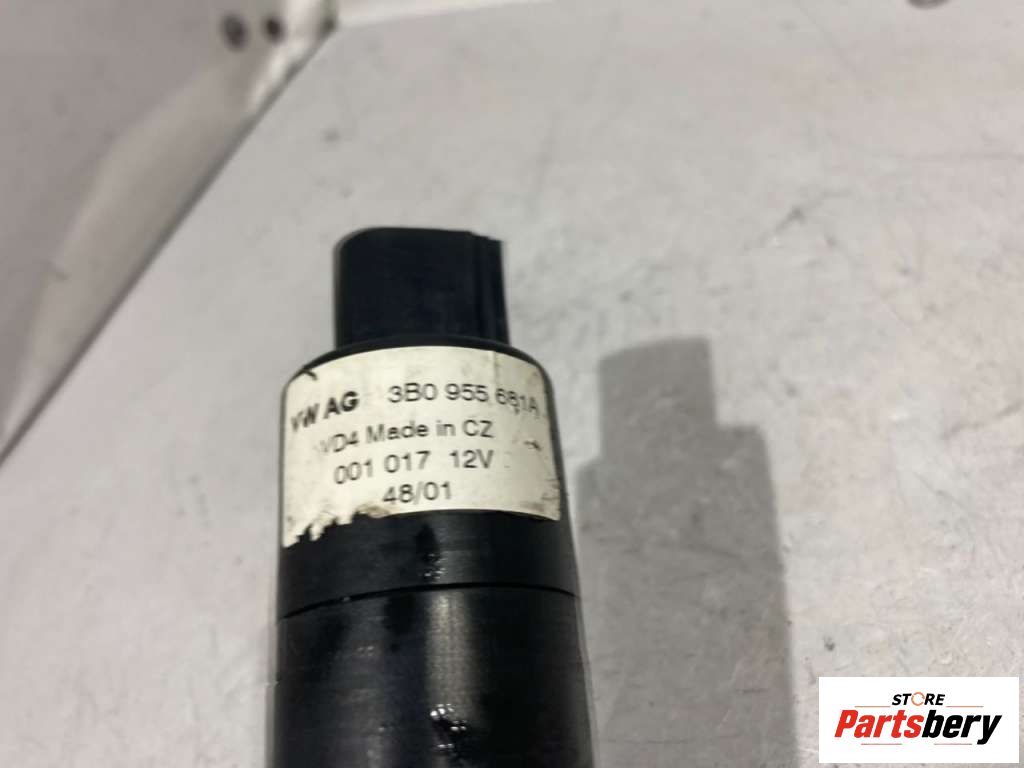 VW AG 3B0 955 681A
VD4 Made in CZ
001 017 12V
48/01
STORE
Partsbery